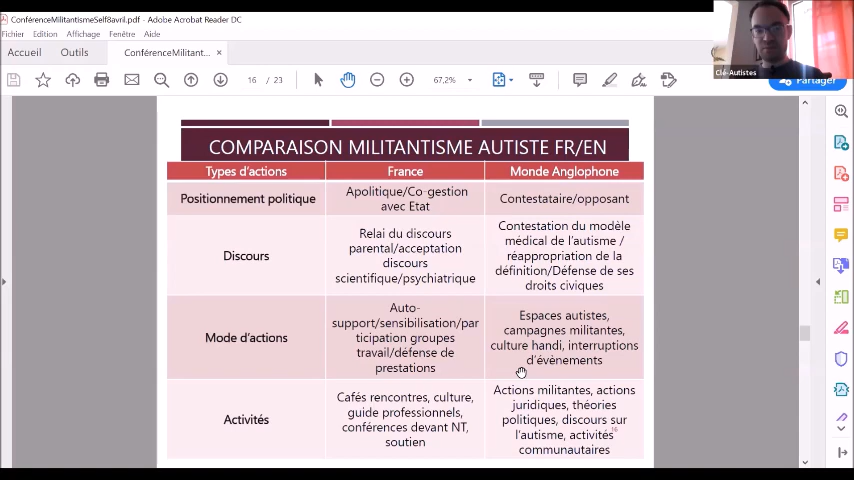 ConférenceMilitantismeSelf8avril.pdf - Adobe Acrobat Reader DC
Fichier Edition Affichage Fenêtre Aide
Accueil Outils ConférenceMilitant... ×
16 / 23 67,2%
Partager
Clé-Autistes
COMPARAISON MILITANTISME AUTISTE FR/EN
Types d'actions France Monde Anglophone
Positionnement politique
Apolitique/Co-gestion
avec Etat
Contestataire/opposant
Discours
Relai du discours
parental/acceptation
discours
scientifique/psychiatrique
Contestation du modèle
médical de l'autisme /
réappropriation de la
définition/Défense de ses
droits civiques
Mode d'actions
Auto-
support/sensibilisation/par
ticipation groupes
travail/défense de
prestations
Espaces autistes,
campagnes militantes,
culture handi, interruptions
d'évènements
Activités
Cafés rencontres, culture,
guide professionnels,
conférences devant NT,
soutien
Actions militantes, actions
juridiques, théories
politiques, discours sur
l'autisme, activités
communautaires
16